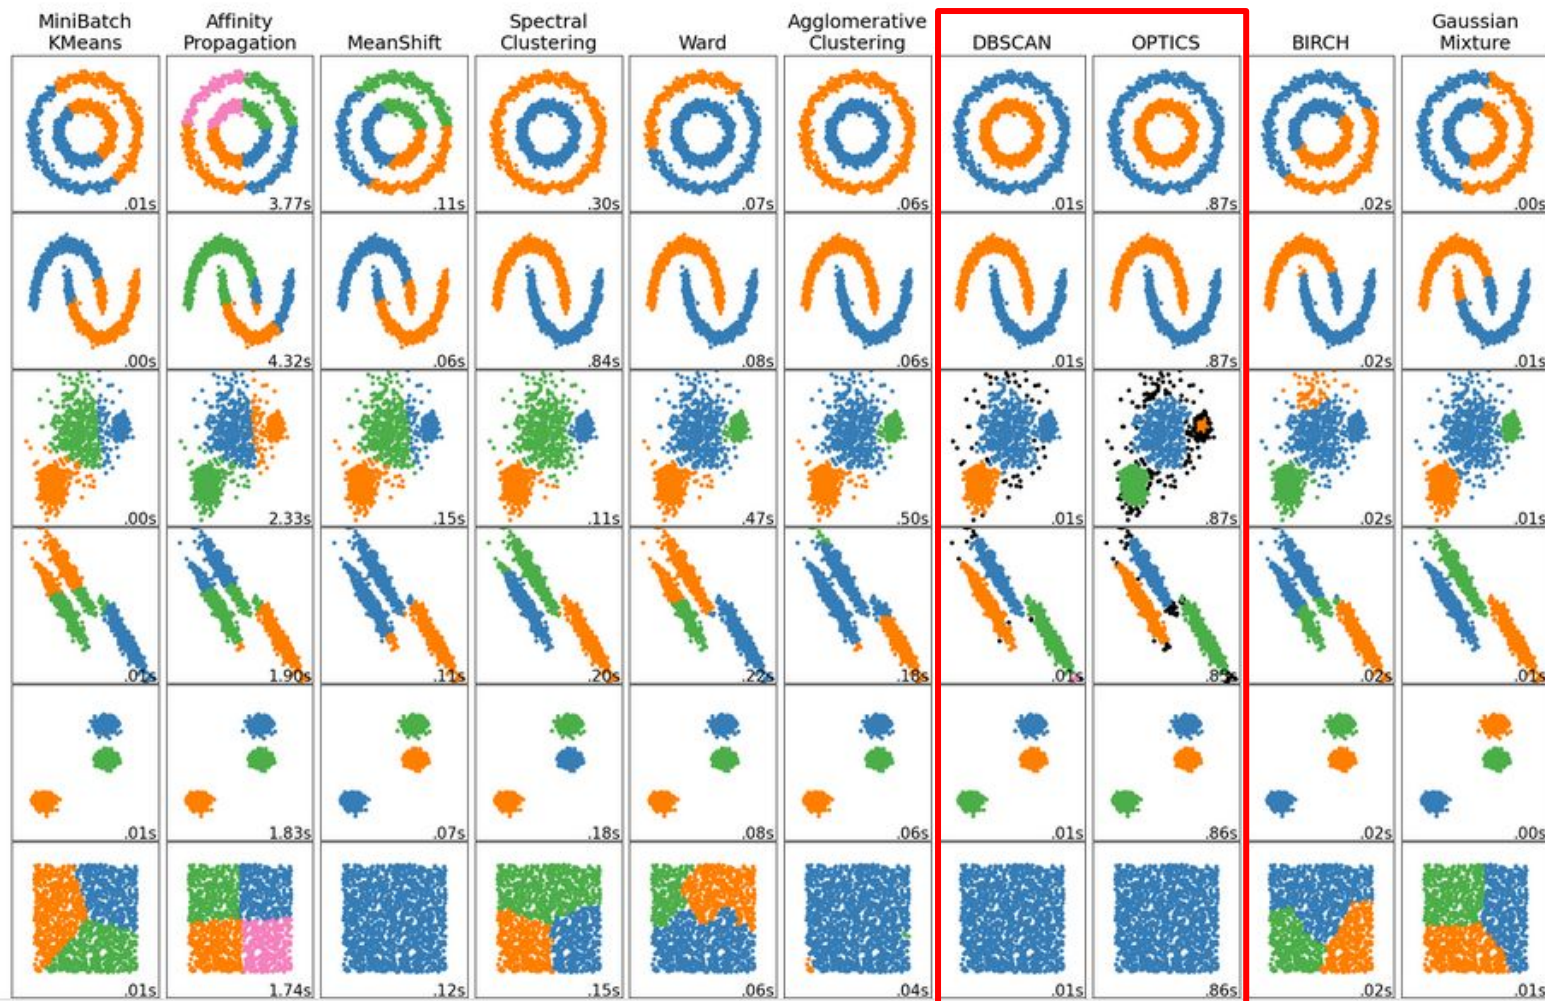 MiniBatch
KMeans
Affinity
Propagation
MeanShift
Spectral
Clustering
Ward
Agglomerative
Clustering
DBSCAN
OPTICS
BIRCH
Gaussian
Mixture
.01s 3.77s .11s .30s .07s .06s .01s .87s .02s .00s
.00s 4.32s .06s .84s .08s .06s .01s .87s .02s .01s
.00s 2.33s .15s .11s .47s .50s .01s .87s .02s .01s
.01s 1.90s .11s .20s .22s .18s .01s .02s .01s
.01s 1.83s .07s .18s .08s .06s .01s .86s .02s .00s
.01s 1.74s .12s .15s .06s .04s .01s .86s .02s .01s